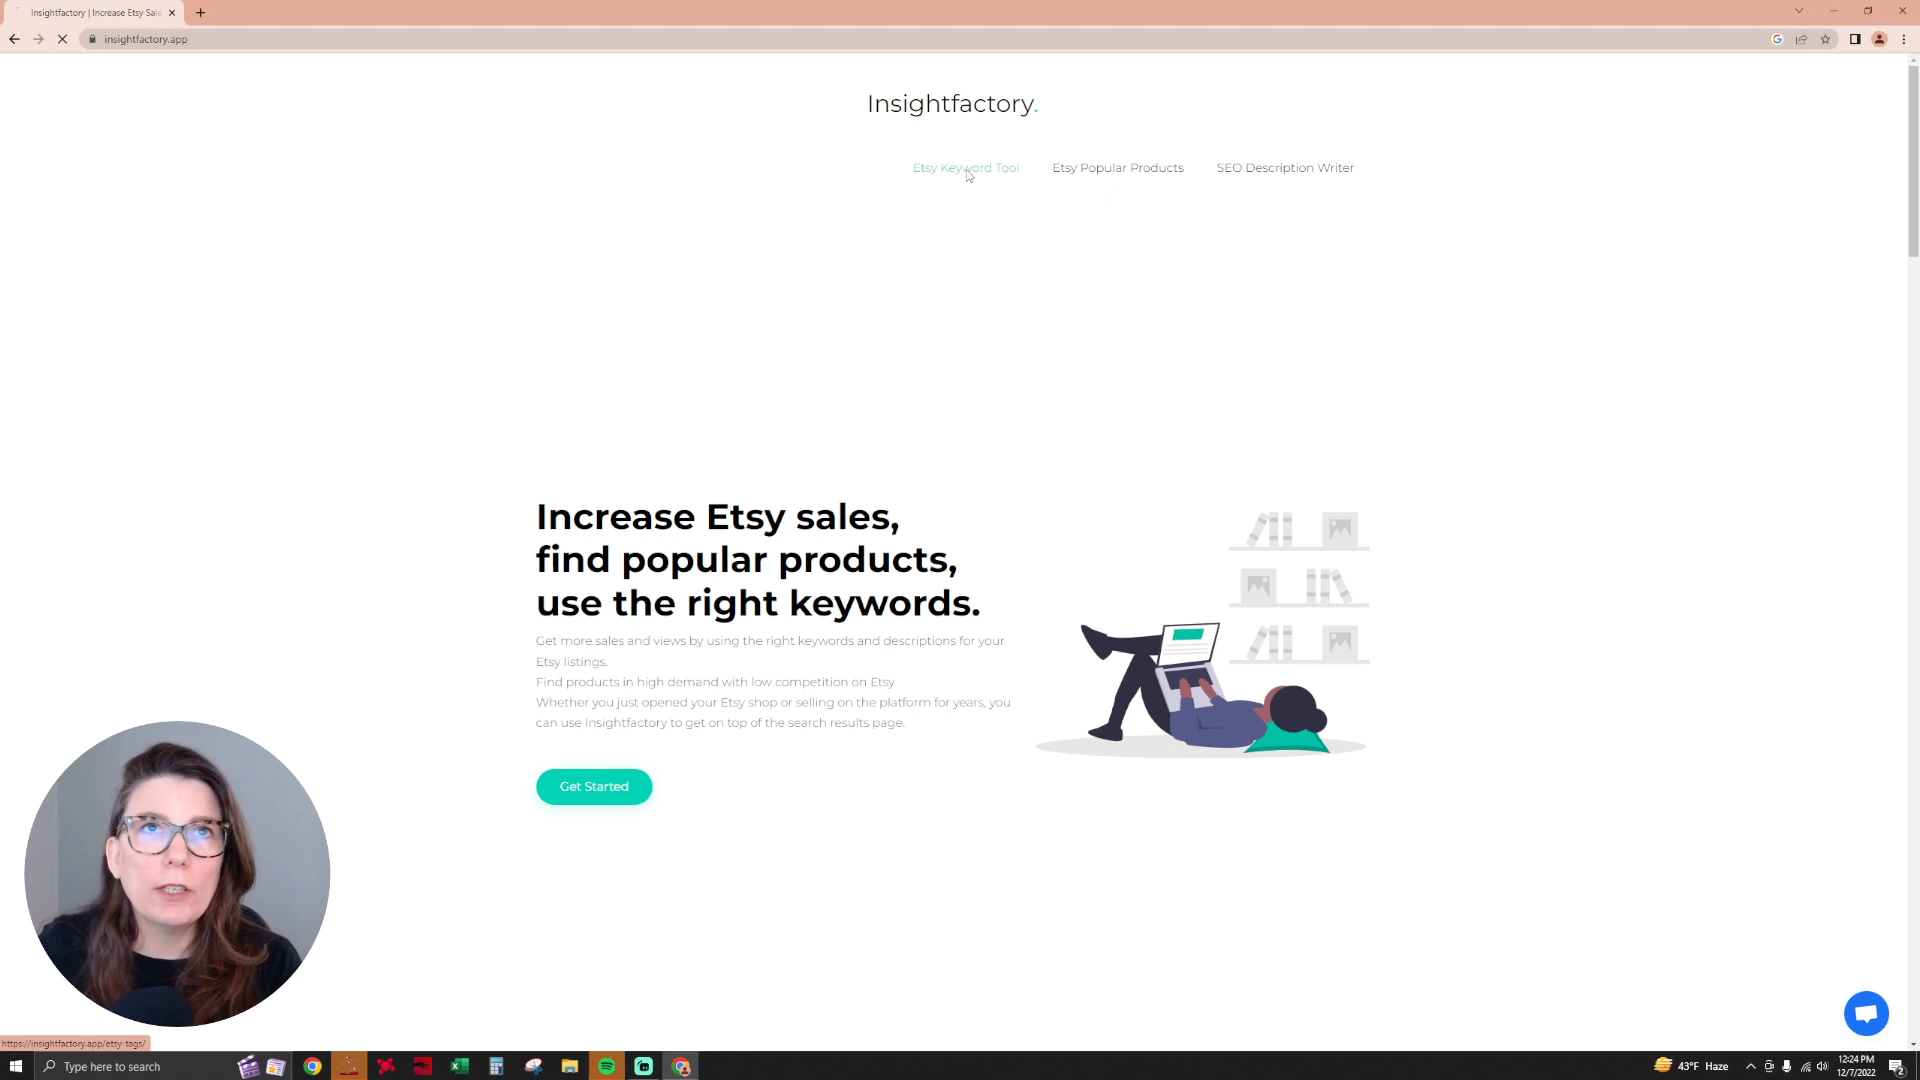 Insightfactory | Increase Etsy Sale
insightfactory.app
Insightfactory.
Etsy Keyword Tool
Etsy Popular Products
SEO Description Writer
Increase Etsy sales,
find popular products,
use the right keywords.
Get more sales and views by using the right keywords and descriptions for your
Etsy listings.
Find products in high demand with low competition on Etsy
Whether you just opened your Etsy shop or selling on the platform for years, you
can use Insightfactory to get on top of the search results page.
Get Started
https://insightfactory.app/etsy-tags/
Type here to search
43°F Haze
12:24 PM
12/7/2022
2